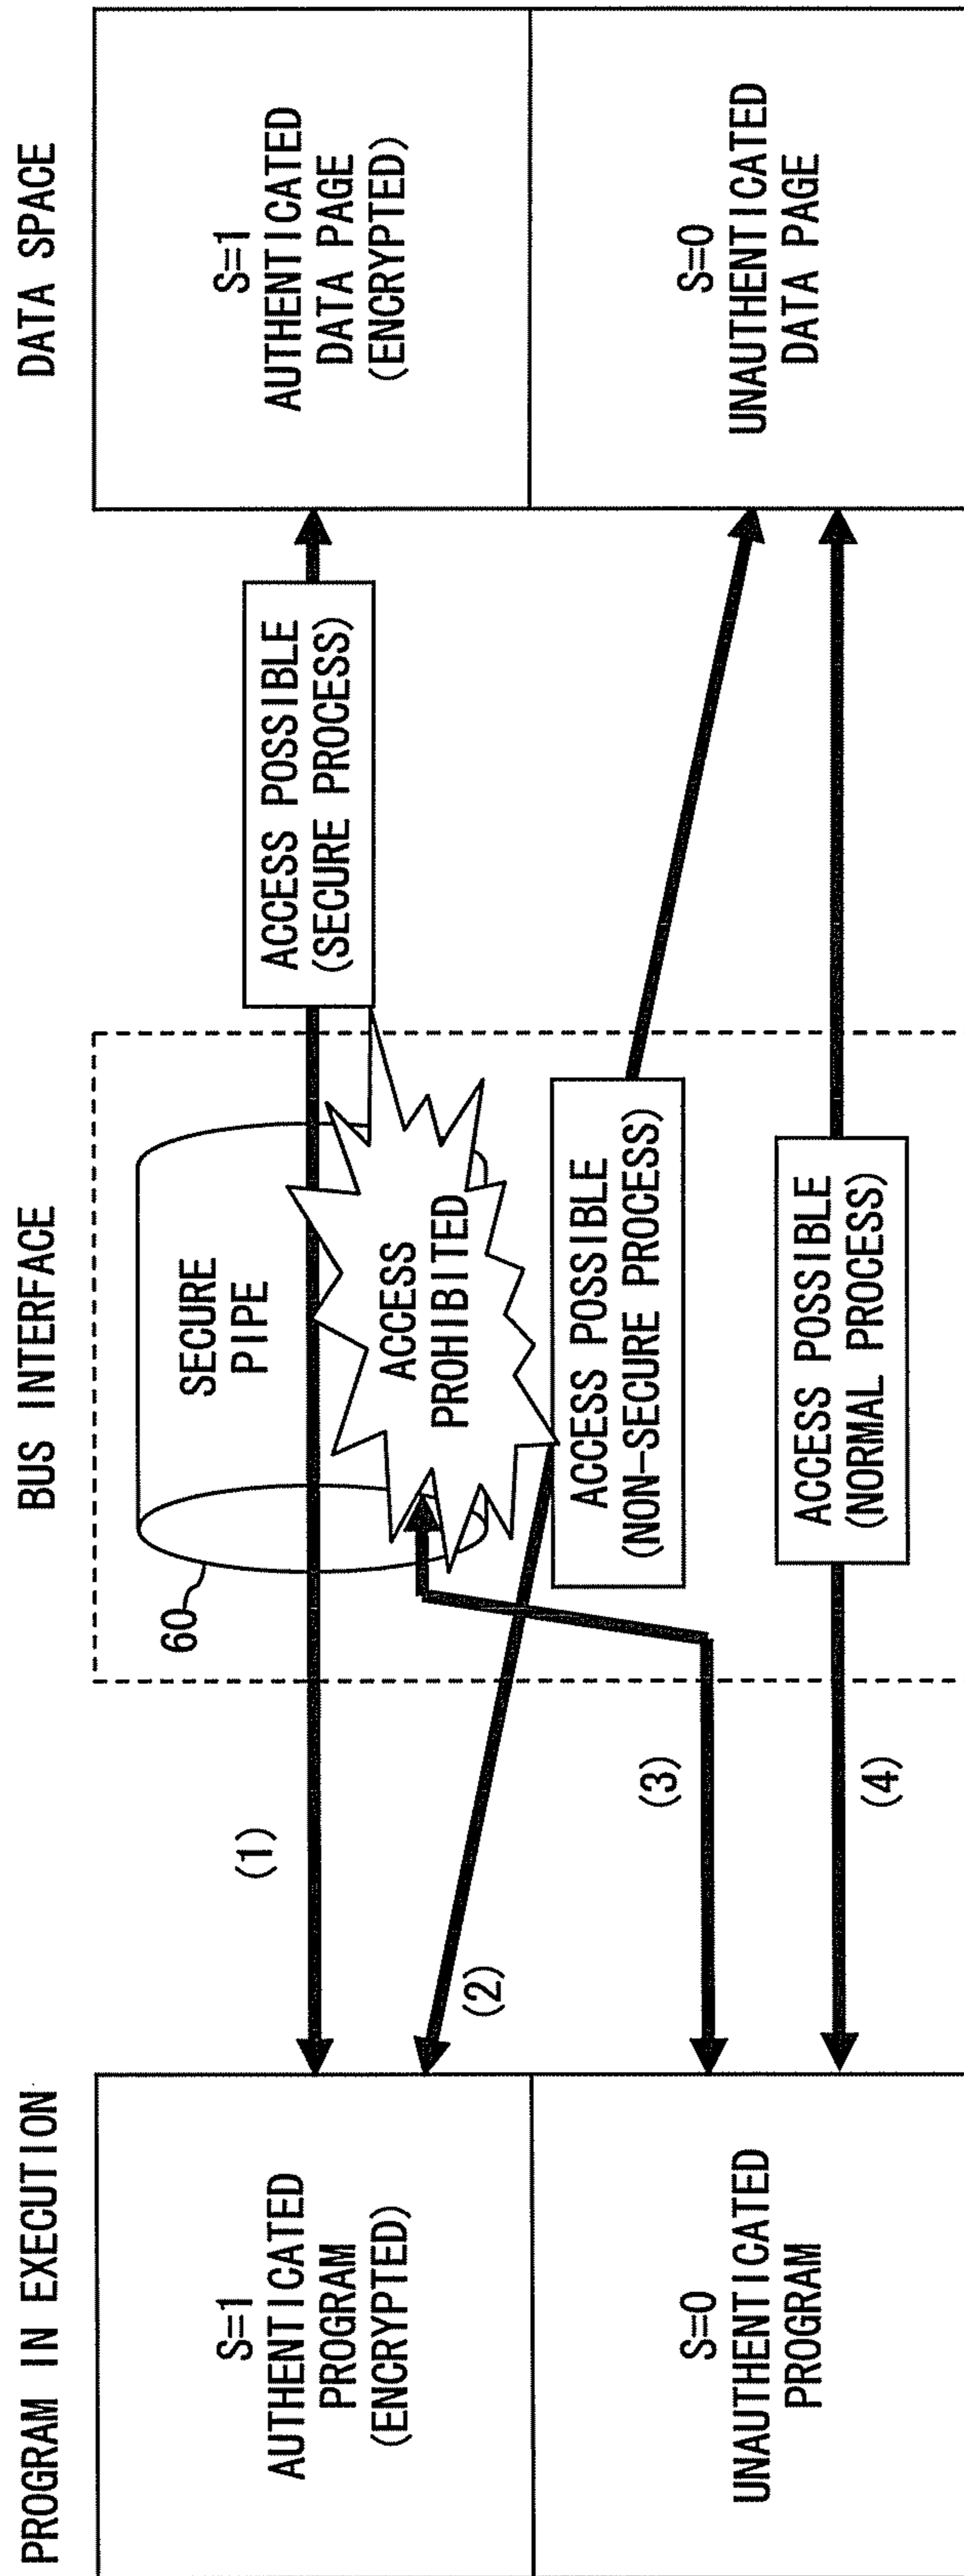 PROGRAM IN EXECUTION
BUS INTERFACE
DATA SPACE
S=1
AUTHENTICATED
PROGRAM
(ENCRYPTED)
S=0
UNAUTHENTICATED
PROGRAM
(1)
(2)
(3)
(4)
60
SECURE
PIPE
ACCESS
PROHIBITED
ACCESS POSSIBLE
(SECURE PROCESS)
ACCESS POSSIBLE
(NON-SECURE PROCESS)
ACCESS POSSIBLE
(NORMAL PROCESS)
S=1
AUTHENTICATED
DATA PAGE
(ENCRYPTED)
S=0
UNAUTHENTICATED
DATA PAGE